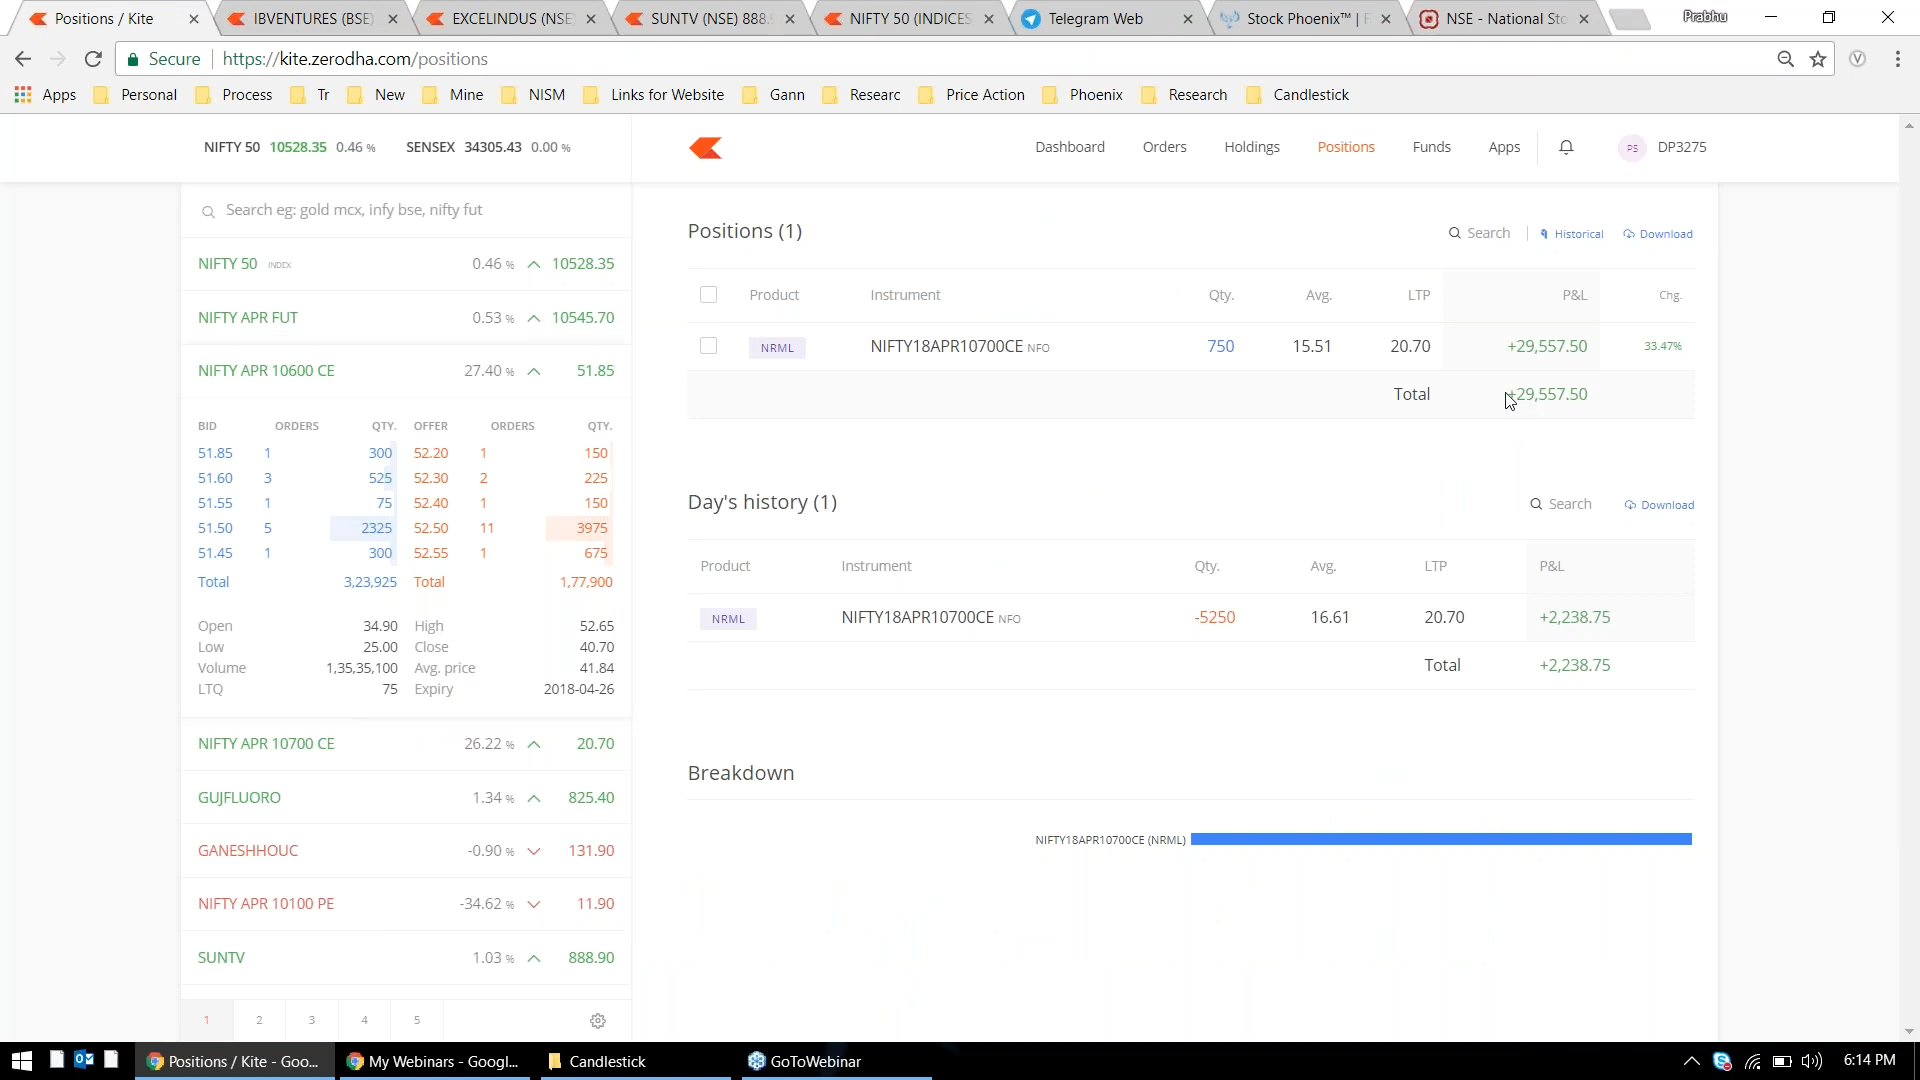 Positions / Kite
IBVENTURES (BSE)
EXCELINDUS (NSE)
SUNTV (NSE) 888.
NIFTY 50 (INDICES
Telegram Web
Stock Phoenix™ | F
NSE - National Sto
Prabhu
Secure
https://kite.zerodha.com/positions
Apps
Personal
Process
Tr
New
Mine
NISM
Links for Website
Gann
Researc
Price Action
Phoenix
Research
Candlestick
NIFTY 50 10528.35 0.46 % SENSEX 34305.43 0.00 %
Dashboard Orders Holdings Positions Funds Apps PS DP3275
Search eg: gold mcx, infy bse, nifty fut
NIFTY 50 INDEX 0.46 % 10528.35
NIFTY APR FUT 0.53 % 10545.70
NIFTY APR 10600 CE 27.40 % 51.85
BID ORDERS QTY. OFFER ORDERS QTY.
51.85 1 300 52.20 1 150
51.60 3 525 52.30 2 225
51.55 1 75 52.40 1 150
51.50 5 2325 52.50 11 3975
51.45 1 300 52.55 1 675
Total 3,23,925 Total 1,77,900
Open 34.90 High 52.65
Low 25.00 Close 40.70
Volume 1,35,35,100 Avg. price 41.84
LTQ 75 Expiry 2018-04-26
NIFTY APR 10700 CE 26.22 % 20.70
GUJFLUORO 1.34 % 825.40
GANESHHOUC -0.90 % 131.90
NIFTY APR 10100 PE -34.62 % 11.90
SUNTV 1.03 % 888.90
1 2 3 4 5
Positions (1)
Search Historical Download
Product Instrument Qty. Avg. LTP P&L Chg.
NRML NIFTY18APR10700CE NFO 750 15.51 20.70 +29,557.50 33.47%
Total +29,557.50
Day's history (1)
Search Download
Product Instrument Qty. Avg. LTP P&L
NRML NIFTY18APR10700CE NFO -5250 16.61 20.70 +2,238.75
Total +2,238.75
Breakdown
NIFTY18APR10700CE (NRML)
Positions / Kite - Goo...
My Webinars - Googl...
Candlestick
GoToWebinar
6:14 PM